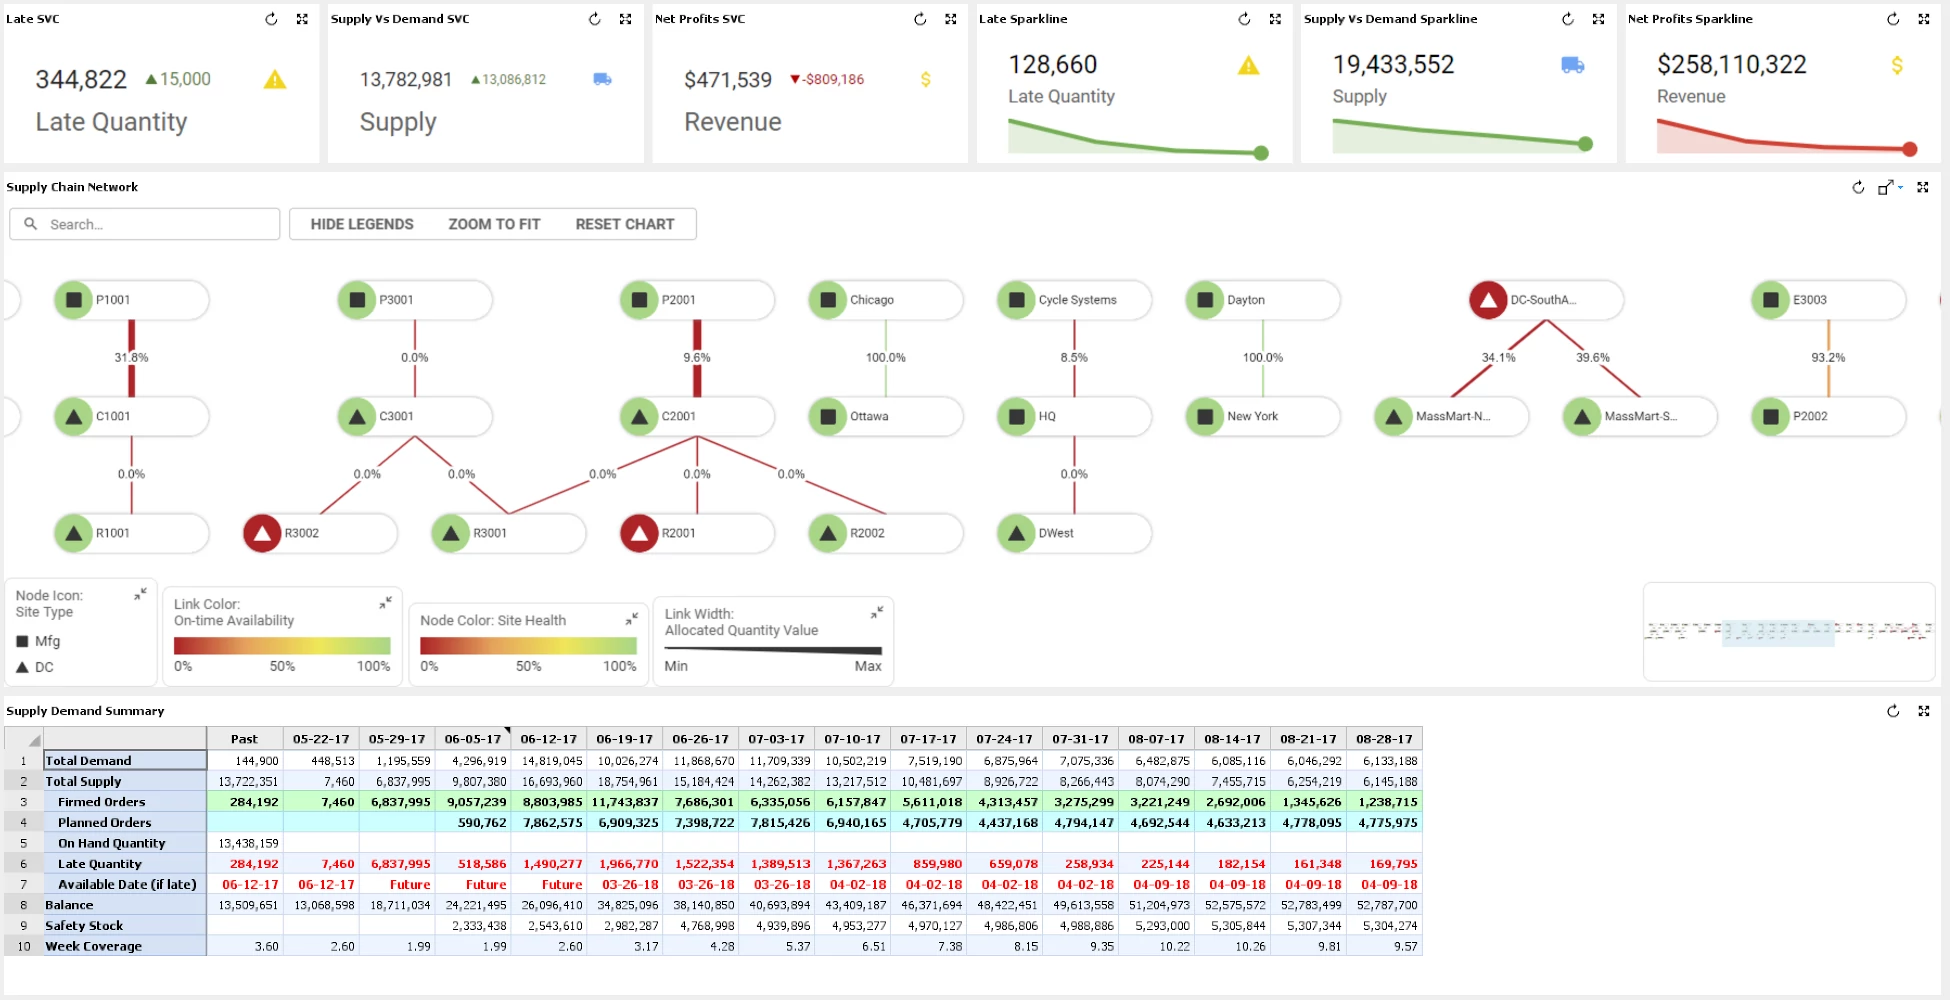 Late SVC
344,822 ▲15,000
Late Quantity
Supply Vs Demand SVC
13,782,981 ▲13,086,812
Supply
Net Profits SVC
$471,539 ▼-$809,186
$
Revenue
Late Sparkline
128,660
Late Quantity
Supply Vs Demand Sparkline
19,433,552
Supply
Net Profits Sparkline
$258,110,322
$
Revenue
Supply Chain Network
Search... HIDE LEGENDS ZOOM TO FIT RESET CHART
P1001 P3001 P2001 Chicago Cycle Systems Dayton DC-SouthA... E3003
31.8% 0.0% 9.6% 100.0% 8.5% 100.0% 34.1% 39.6% 93.2%
C1001 C3001 C2001 Ottawa HQ New York MassMart-N... MassMart-S... P2002
0.0% 0.0% 0.0% 0.0% 0.0% 0.0% 0.0%
R1001 R3002 R3001 R2001 R2002 DWest
Node Icon:
Site Type
Mfg
DC
Link Color:
On-time Availability
0% 50% 100%
Node Color: Site Health
0% 50% 100%
Link Width:
Allocated Quantity Value
Min Max
Supply Demand Summary
Past 05-22-17 05-29-17 06-05-17 06-12-17 06-19-17 06-26-17 07-03-17 07-10-17 07-17-17 07-24-17 07-31-17 08-07-17 08-14-17 08-21-17 08-28-17
1 Total Demand 144,900 448,513 1,195,559 4,296,919 14,819,045 10,026,274 11,868,670 11,709,339 10,502,219 7,519,190 6,875,964 7,075,336 6,482,875 6,085,116 6,046,292 6,133,188
2 Total Supply 13,722,351 7,460 6,837,995 9,807,380 16,693,960 18,754,961 15,184,424 14,262,382 13,217,512 10,481,697 8,926,722 8,266,443 8,074,290 7,455,715 6,254,219 6,145,188
3 Firmed Orders 284,192 7,460 6,837,995 9,057,239 8,803,985 11,743,837 7,686,301 6,335,056 6,157,847 5,611,018 4,313,457 3,275,299 3,221,249 2,692,006 1,345,626 1,238,715
4 Planned Orders 590,762 7,862,575 6,909,325 7,398,722 7,815,426 6,940,165 4,705,779 4,437,168 4,794,147 4,692,544 4,633,213 4,778,095 4,775,975
5 On Hand Quantity 13,438,159
6 Late Quantity 284,192 7,460 6,837,995 518,586 1,490,277 1,966,770 1,522,354 1,389,513 1,367,263 859,980 659,078 258,934 225,144 182,154 161,348 169,795
7 Available Date (if late) 06-12-17 06-12-17 Future Future Future 03-26-18 03-26-18 03-26-18 04-02-18 04-02-18 04-02-18 04-02-18 04-09-18 04-09-18 04-09-18 04-09-18
8 Balance 13,509,651 13,068,598 18,711,034 24,221,495 26,096,410 34,825,096 38,140,850 40,693,894 43,409,187 46,371,694 48,422,451 49,613,558 51,204,973 52,575,572 52,783,499 52,787,700
9 Safety Stock 2,333,438 2,543,610 2,982,287 4,768,998 4,939,896 4,953,277 4,970,127 4,986,806 4,988,886 5,293,000 5,305,844 5,307,344 5,304,274
10 Week Coverage 3.60 2.60 1.99 1.99 2.60 3.17 4.28 5.37 6.51 7.38 8.15 9.35 10.22 10.26 9.81 9.57